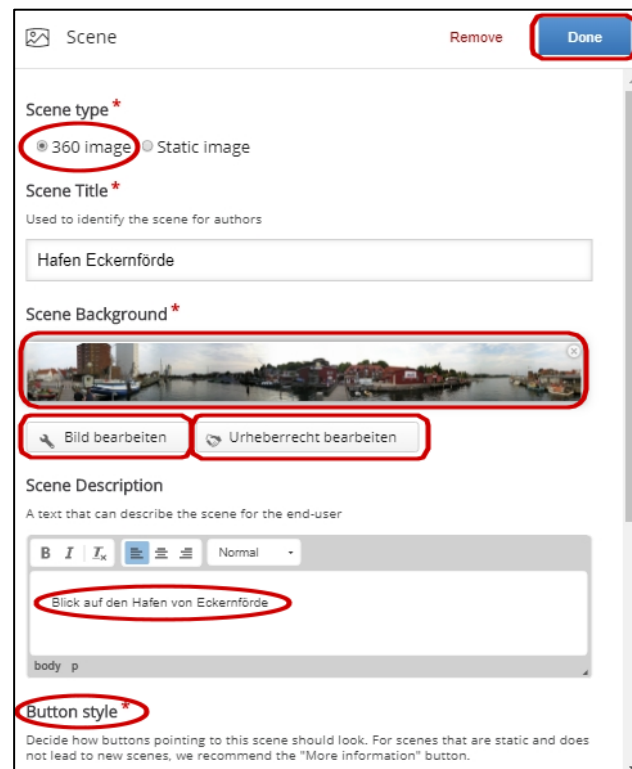 Scene Remove Done
Scene type *
360 image Static image
Scene Title *
Used to identify the scene for authors
Hafen Eckernförde
Scene Background *
Bild bearbeiten Urheberrecht bearbeiten
Scene Description
A text that can describe the scene for the end-user
B I Tx Normal
Blick auf den Hafen von Eckernförde
body p
Button style *
Decide how buttons pointing to this scene should look. For scenes that are static and does
not lead to new scenes, we recommend the "More information" button.